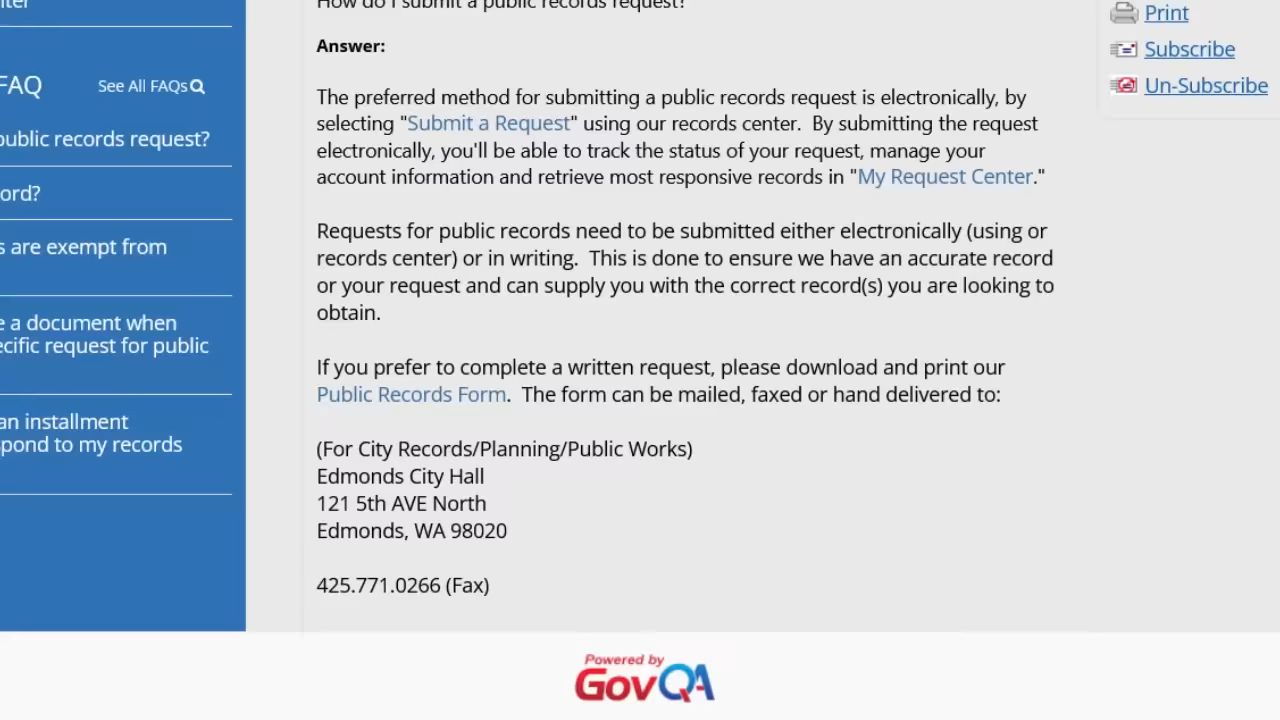 How do I submit a public records request?
Answer:
The preferred method for submitting a public records request is electronically, by
selecting "Submit a Request" using our records center. By submitting the request
electronically, you'll be able to track the status of your request, manage your
account information and retrieve most responsive records in "My Request Center."
Requests for public records need to be submitted either electronically (using or
records center) or in writing. This is done to ensure we have an accurate record
or your request and can supply you with the correct record(s) you are looking to
obtain.
If you prefer to complete a written request, please download and print our
Public Records Form. The form can be mailed, faxed or hand delivered to:
(For City Records/Planning/Public Works)
Edmonds City Hall
121 5th AVE North
Edmonds, WA 98020
425.771.0266 (Fax)
FAQ
See All FAQs
public records request?
ord?
s are exempt from
e a document when
ecific request for public
an installment
spond to my records
Print
Subscribe
Un-Subscribe
Powered by
GovQA